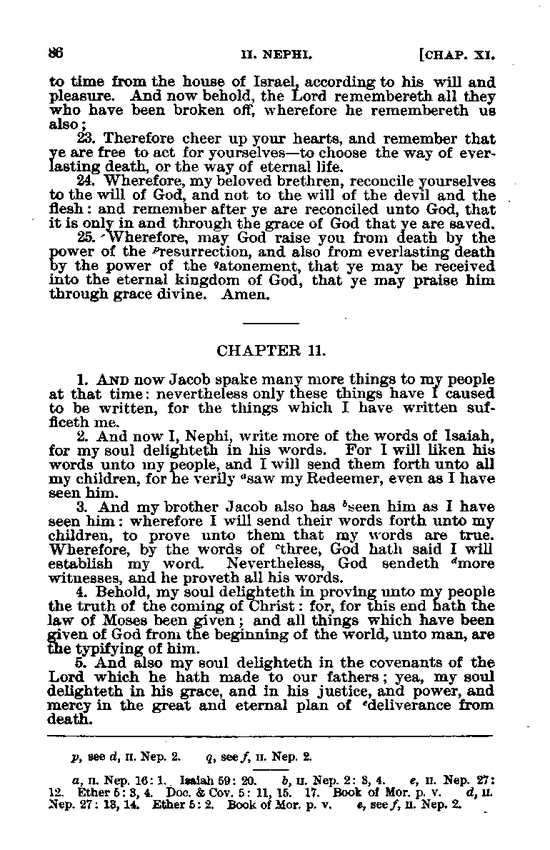 86 II. NEPHI. [CHAP. XI.
to time from the house of Israel, according to his will and
pleasure. And now behold, the Lord remembereth all they
who have been broken off, wherefore he remembereth us
also;
23. Therefore cheer up your hearts, and remember that
ye are free to act for yourselves—to choose the way of ever-
lasting death, or the way of eternal life.
24. Wherefore, my beloved brethren, reconcile yourselves
to the will of God, and not to the will of the devil and the
flesh: and remember after ye are reconciled unto God, that
it is only in and through the grace of God that ye are saved.
25. Wherefore, may God raise you from death by the
power of the ᵖresurrection, and also from everlasting death
by the power of the qatonement, that ye may be received
into the eternal kingdom of God, that ye may praise him
through grace divine. Amen.
CHAPTER 11.
1. AND now Jacob spake many more things to my people
at that time: nevertheless only these things have I caused
to be written, for the things which I have written suf-
ficeth me.
2. And now I, Nephi, write more of the words of Isaiah,
for my soul delighteth in his words. For I will liken his
words unto my people, and I will send them forth unto all
my children, for he verily ᵃsaw my Redeemer, even as I have
seen him.
3. And my brother Jacob also has ᵇseen him as I have
seen him: wherefore I will send their words forth unto my
children, to prove unto them that my words are true.
Wherefore, by the words of ᶜthree, God hath said I will
establish my word. Nevertheless, God sendeth ᵈmore
witnesses, and he proveth all his words.
4. Behold, my soul delighteth in proving unto my people
the truth of the coming of Christ: for, for this end hath the
law of Moses been given; and all things which have been
given of God from the beginning of the world, unto man, are
the typifying of him.
5. And also my soul delighteth in the covenants of the
Lord which he hath made to our fathers; yea, my soul
delighteth in his grace, and in his justice, and power, and
mercy in the great and eternal plan of ᵉdeliverance from
death.
p, see d, II. Nep. 2. q, see f, II. Nep. 2.
a, II. Nep. 16: 1. Isaiah 59: 20. b, II. Nep. 2: 3, 4. c, II. Nep. 27:
12. Ether 5: 3, 4. Doc. & Cov. 5: 11, 15. 17. Book of Mor. p. v. d, II.
Nep. 27: 13, 14. Ether 5: 2. Book of Mor. p. v. e, see f, II. Nep. 2.